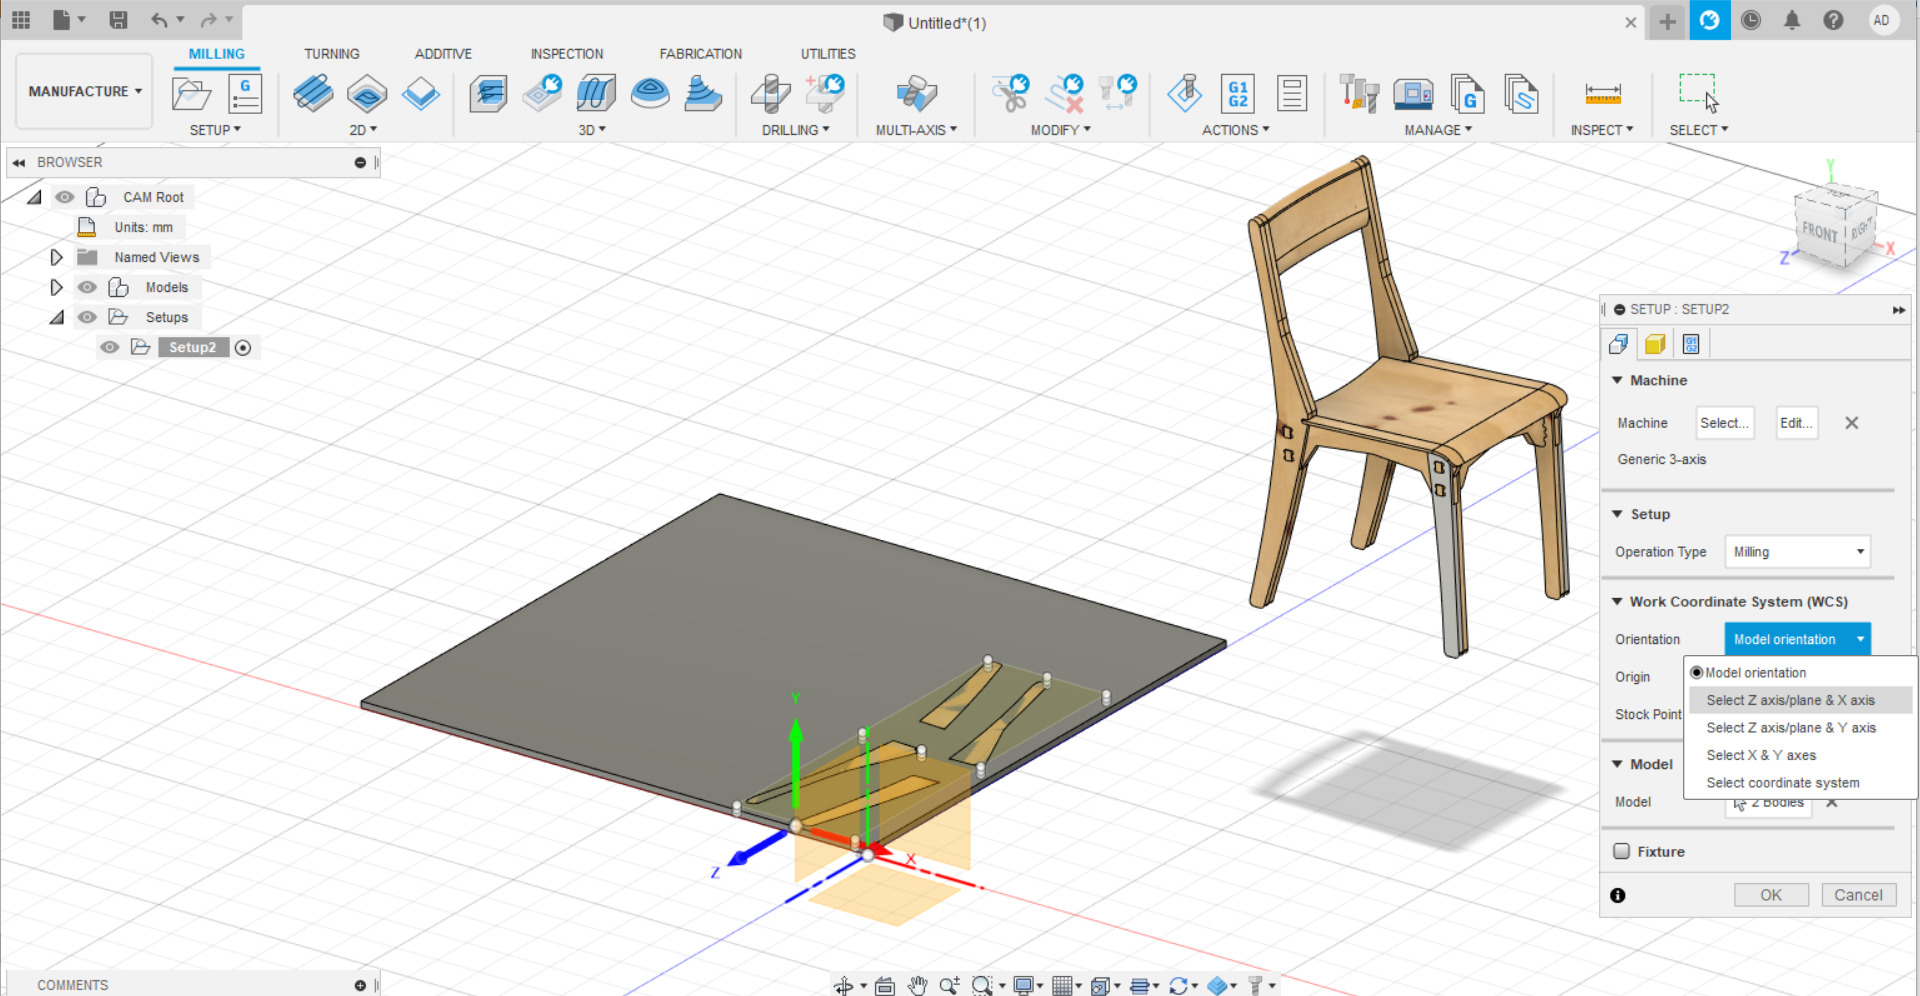 Untitled*(1)
AD
MANUFACTURE
MILLING
TURNING
ADDITIVE
INSPECTION
FABRICATION
UTILITIES
G
G1
G2
G
SETUP
2D
3D
DRILLING
MULTI-AXIS
MODIFY
ACTIONS
MANAGE
INSPECT
SELECT
BROWSER
CAM Root
Units: mm
Named Views
Models
Setups
Setup2
Y
FRONT
RIGHT
Z
X
SETUP : SETUP2
G1
G2
Machine
Machine
Select...
Edit...
Generic 3-axis
Setup
Operation Type
Milling
Work Coordinate System (WCS)
Orientation
Model orientation
Origin
Model orientation
Select Z axis/plane & X axis
Stock Point
Select Z axis/plane & Y axis
Select X & Y axes
Model
Select coordinate system
Model
2 Bodies
Fixture
OK
Cancel
Y
X
Z
COMMENTS